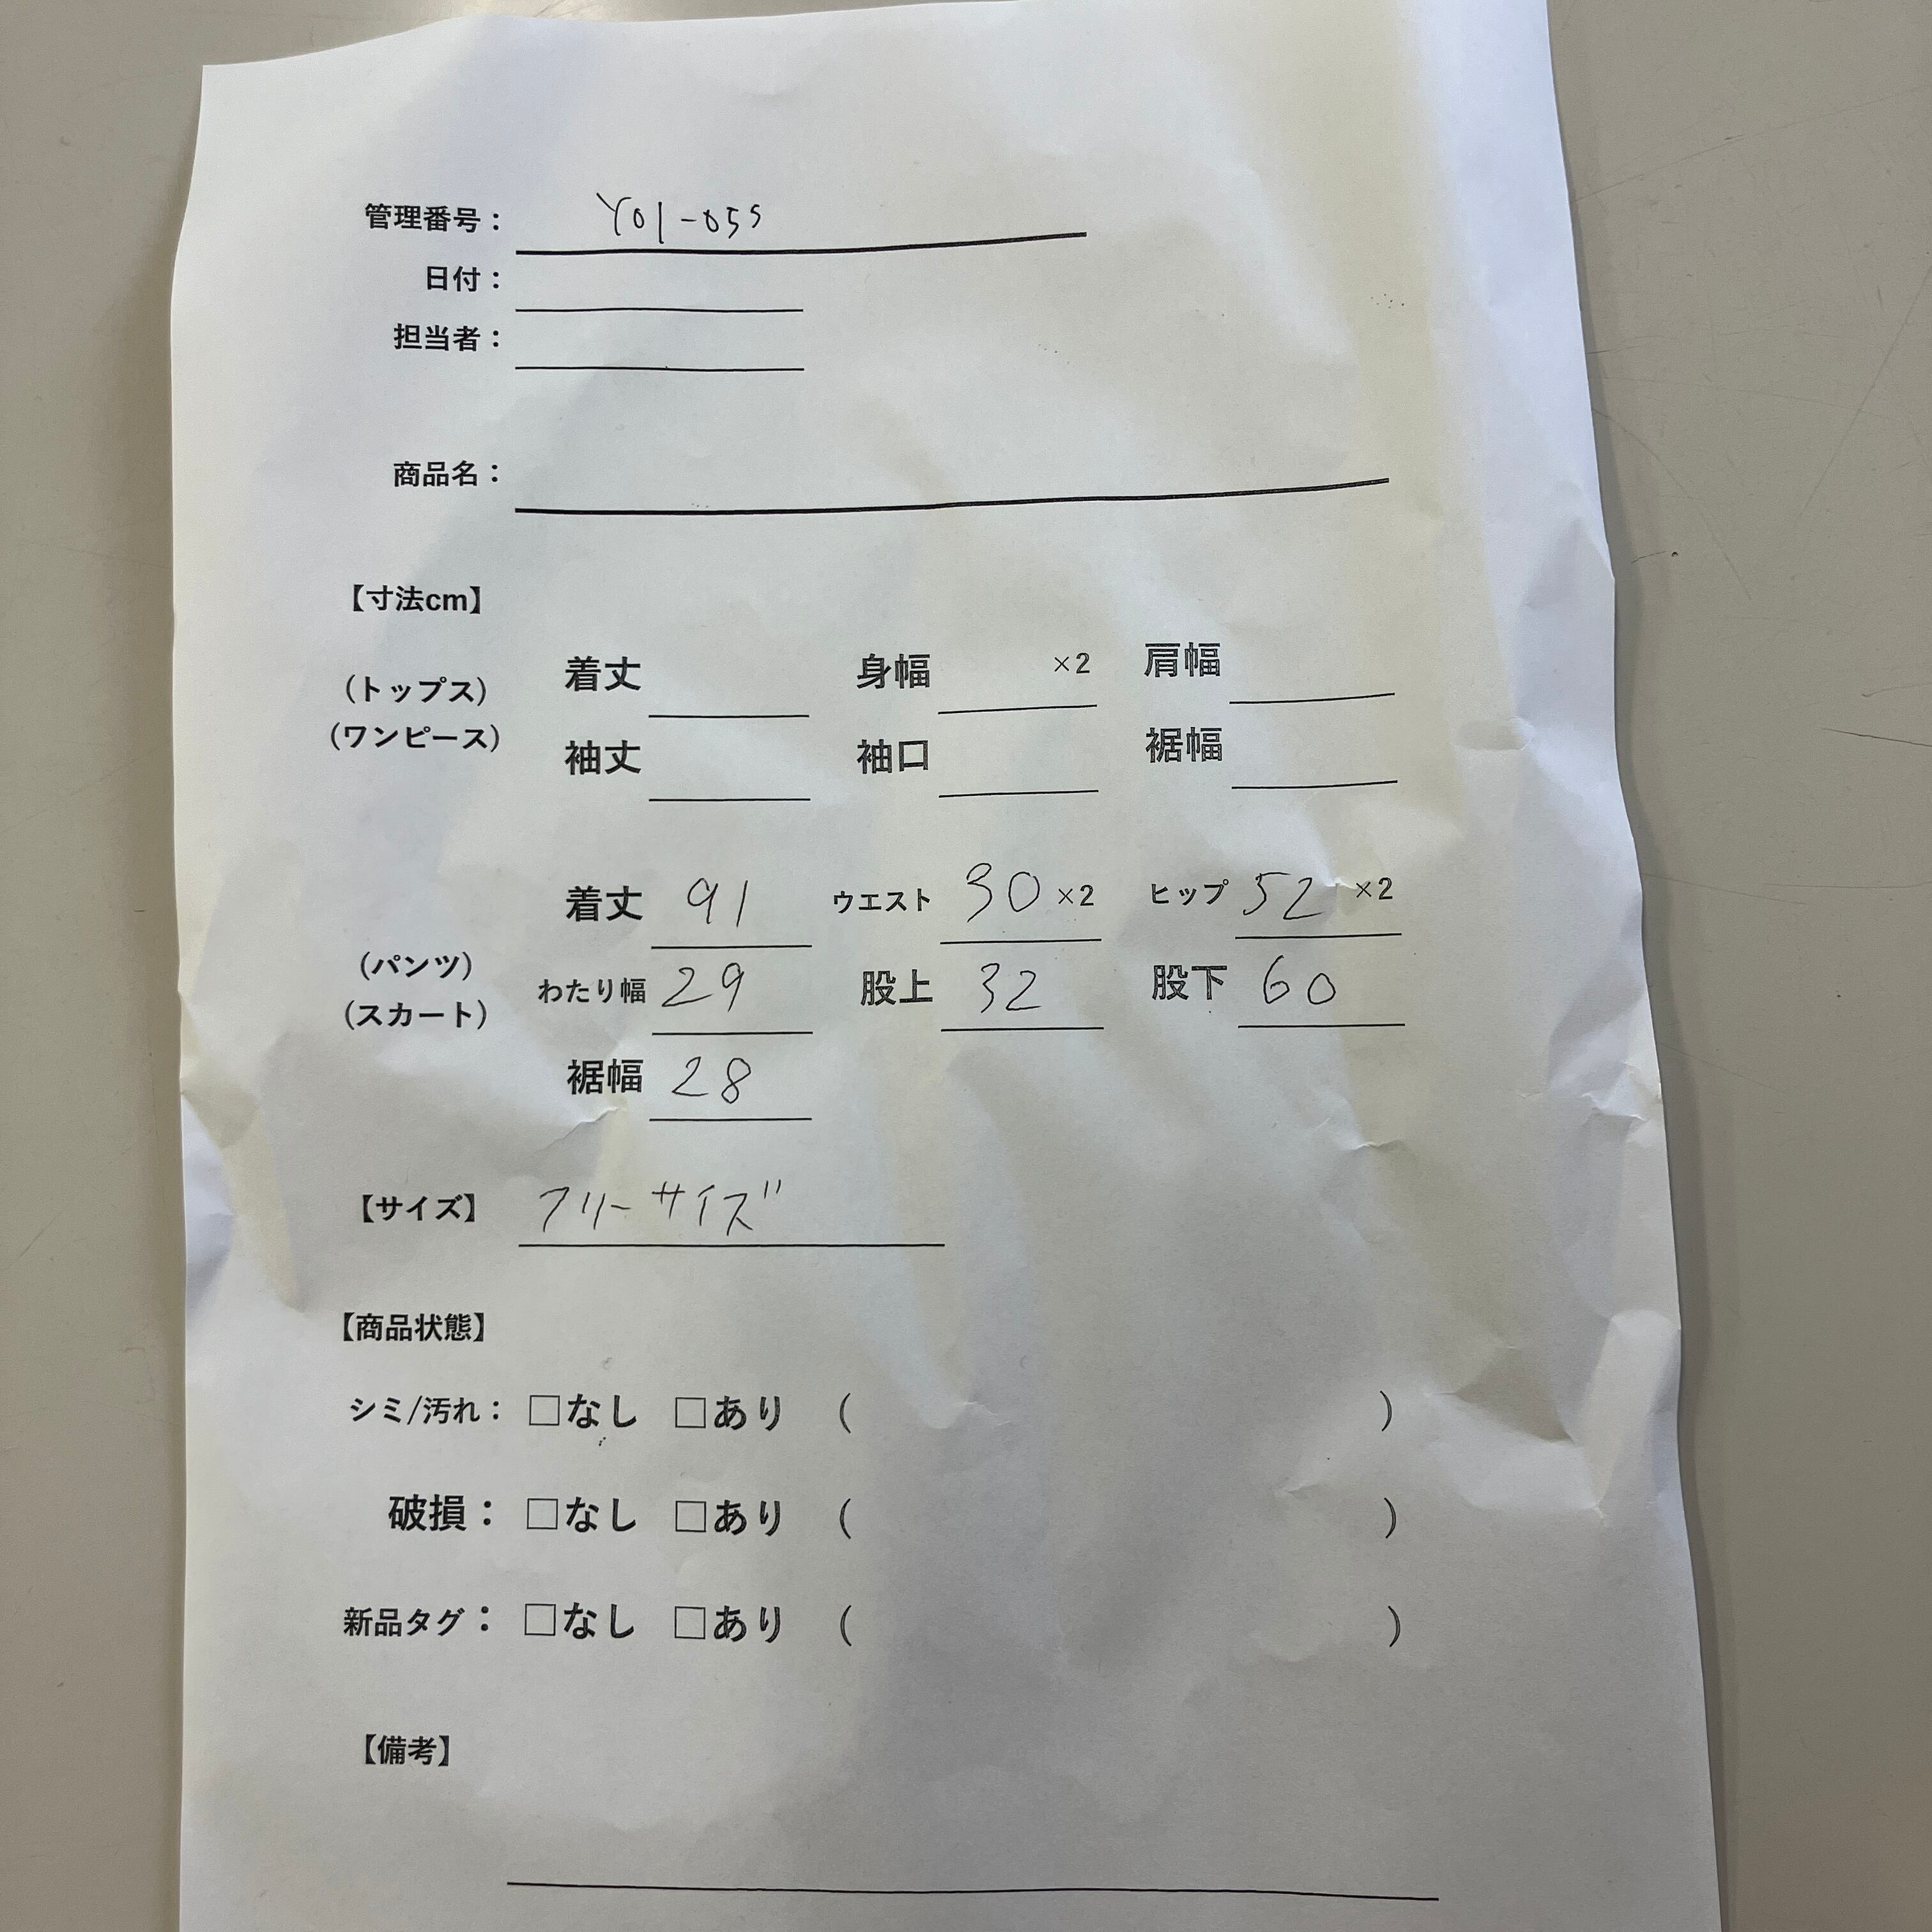 管理番号： Y01-055
日付：
担当者：
商品名：
【寸法cm】
（トップス）
（ワンピース）
着丈 身幅 ×2 肩幅
袖丈 袖口 裾幅
（パンツ）
（スカート）
着丈 91 ウエスト 30 ×2 ヒップ 52 ×2
わたり幅 29 股上 32 股下 60
裾幅 28
【サイズ】 フリーサイズ
【商品状態】
シミ/汚れ： □なし □あり （ ）
破損： □なし □あり （ ）
新品タグ： □なし □あり （ ）
【備考】